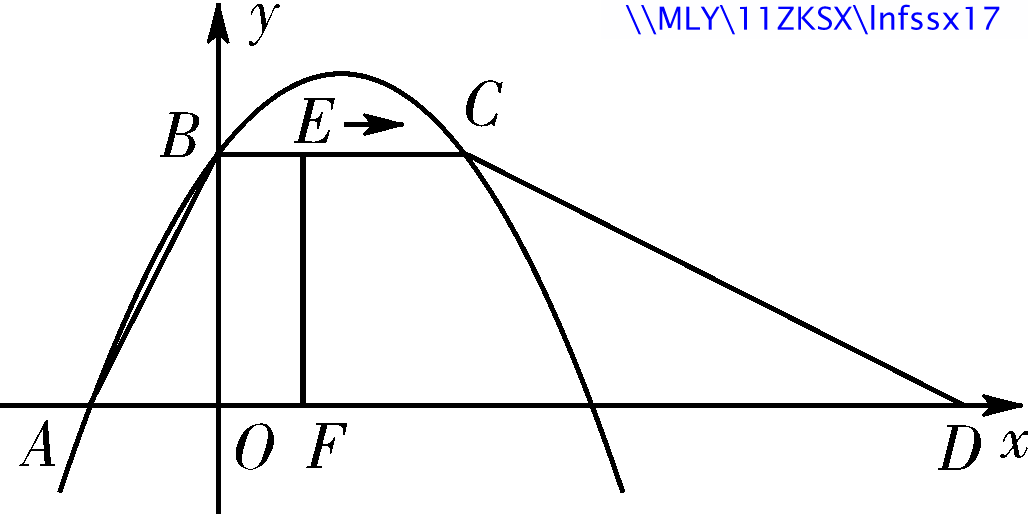 \\MLY\11ZKSX\lnfssx17
y
B E C
A O F D x